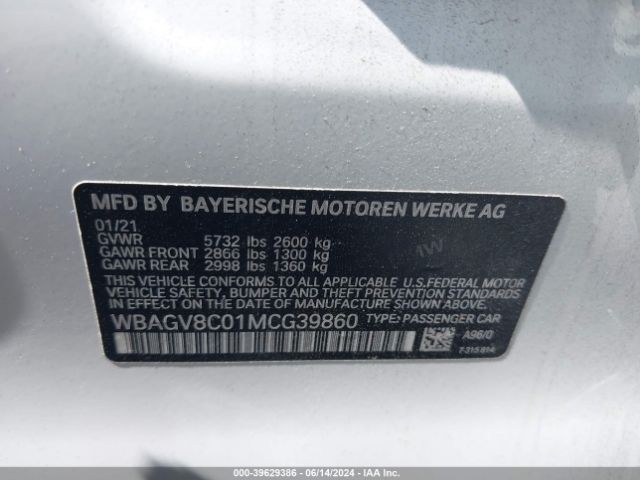 MFD BY BAYERISCHE MOTOREN WERKE AG
01/21
GVWR 5732 lbs 2600 kg
GAWR FRONT 2866 lbs 1300 kg
GAWR REAR 2998 lbs 1360 kg
THIS VEHICLE CONFORMS TO ALL APPLICABLE U.S.FEDERAL MOTOR
VEHICLE SAFETY, BUMPER, AND THEFT PREVENTION STANDARDS
IN EFFECT ON THE DATE OF MANUFACTURE SHOWN ABOVE.
WBAGV8C01MCG39860 TYPE: PASSENGER CAR
A96/0
7 315 814
000-39629386 - 06/14/2024 - IAA Inc.